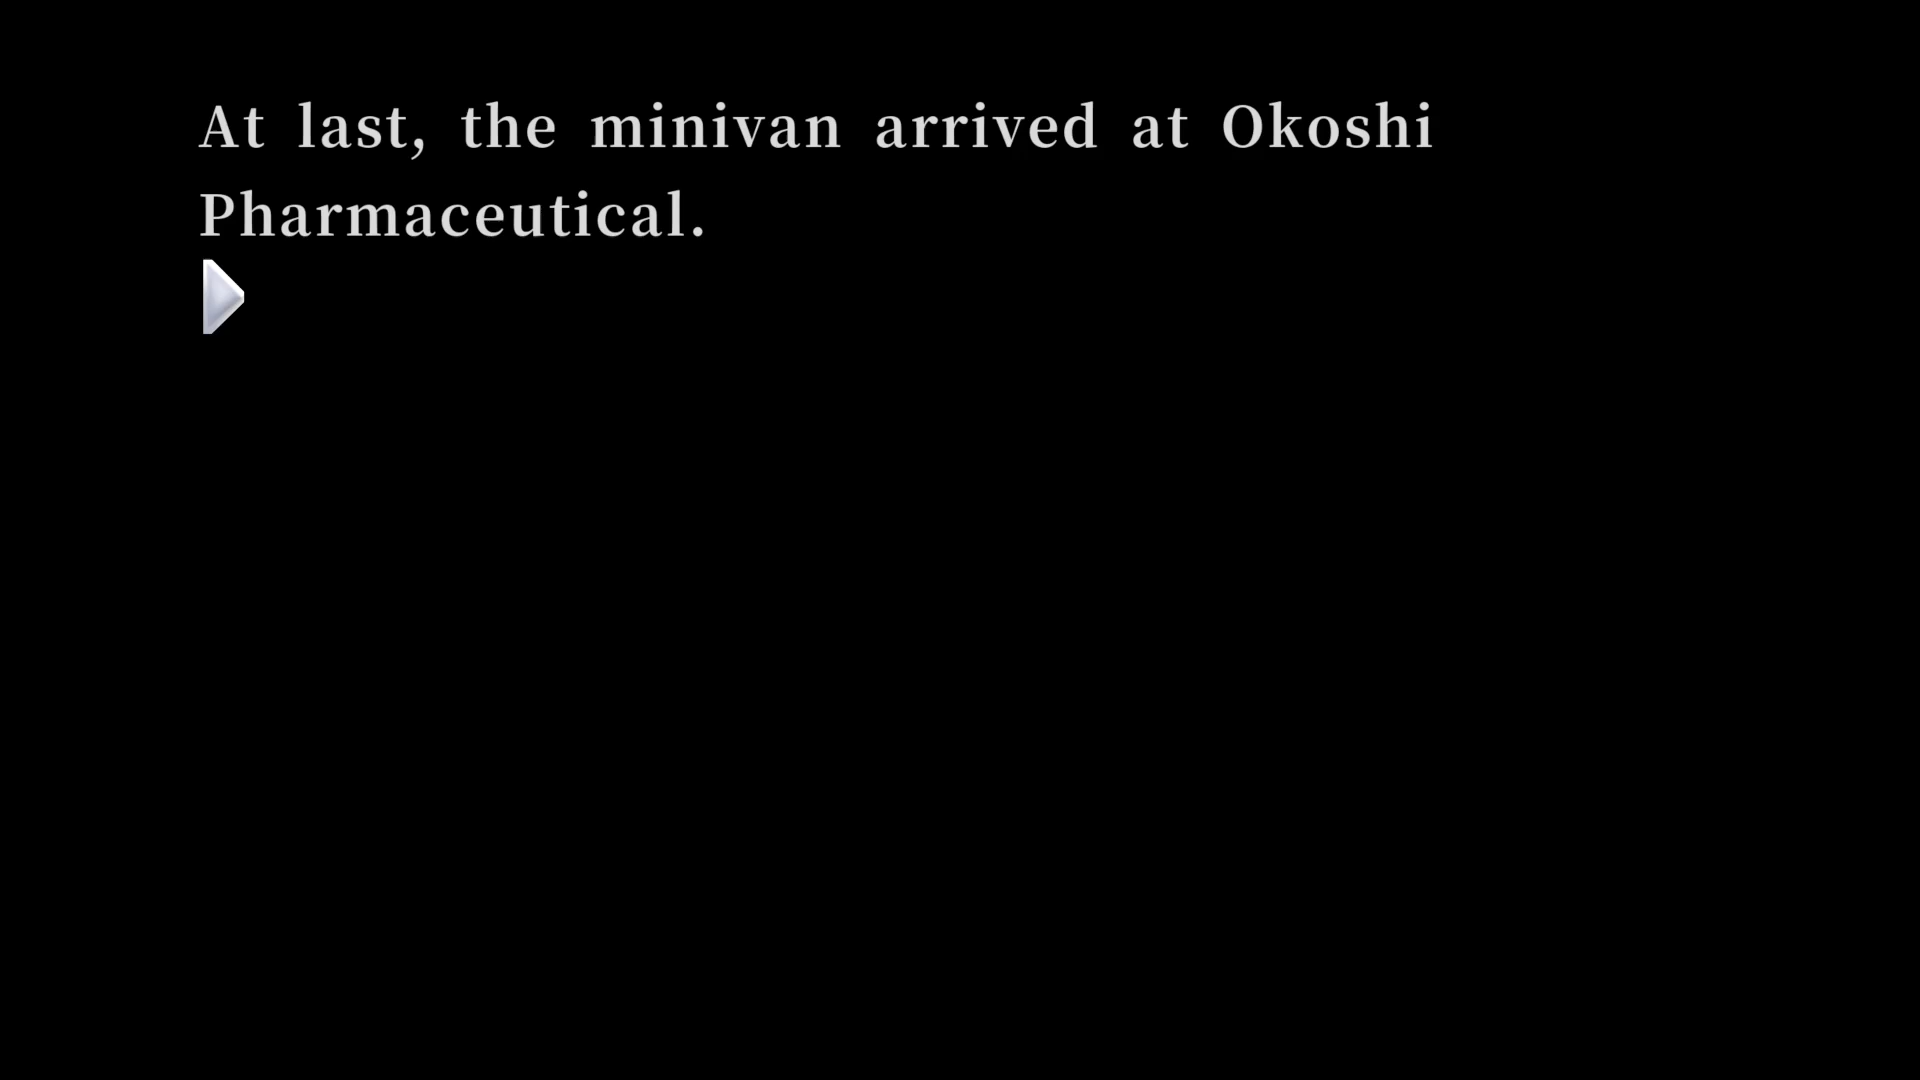 At last, the minivan arrived at Okoshi
Pharmaceutical.